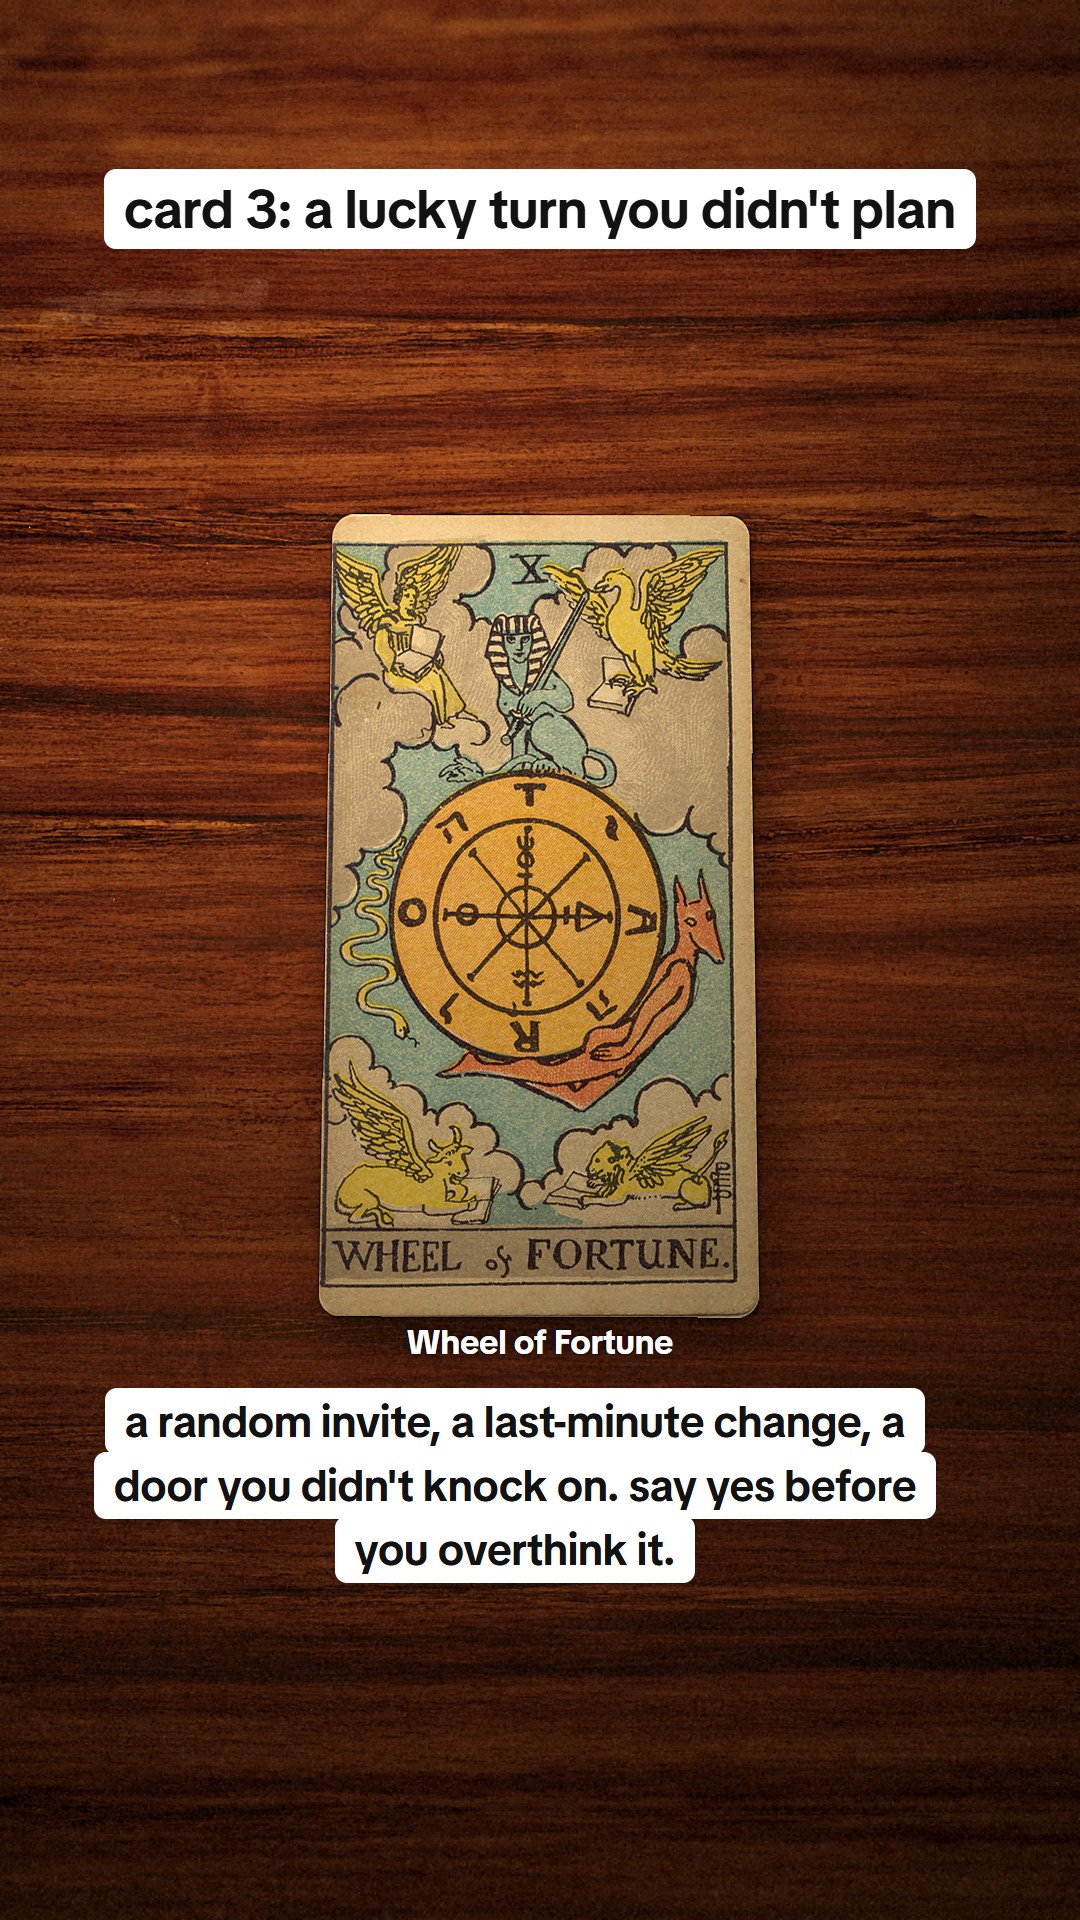 card 3: a lucky turn you didn't plan
X
T
A
R
O
WHEEL of FORTUNE.
Wheel of Fortune
a random invite, a last-minute change, a
door you didn't knock on. say yes before
you overthink it.